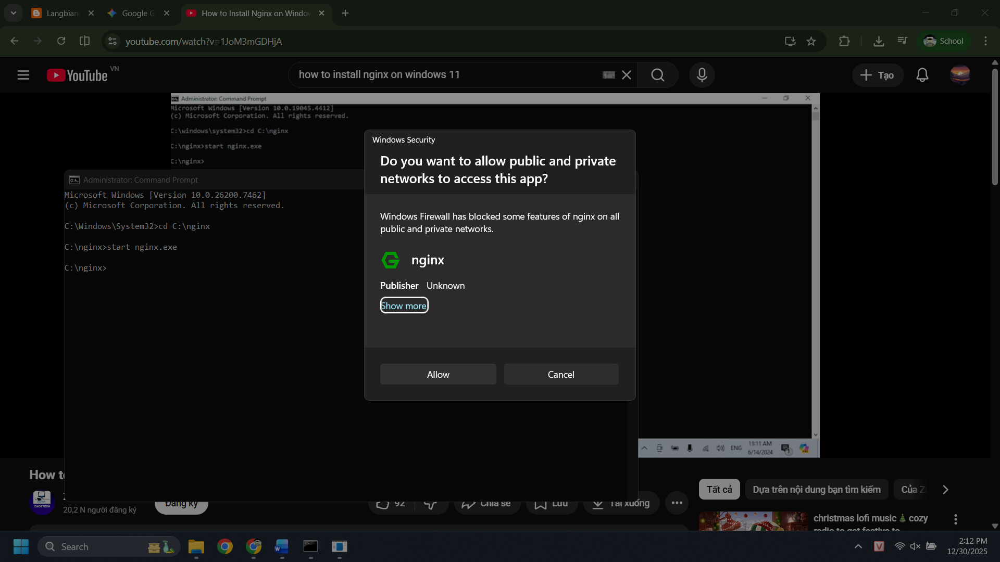 Langbian
Google G
How to Install Nginx on Windo
youtube.com/watch?v=1JoM3mGDHjA
School
YouTube VN
how to install nginx on windows 11
Tạo
Administrator: Command Prompt
Microsoft Windows [Version 10.0.19045.4412]
(c) Microsoft Corporation. All rights reserved.
C:\windows\system32>cd C:\nginx
C:\nginx>start nginx.exe
C:\nginx>
Administrator: Command Prompt
Microsoft Windows [Version 10.0.26200.7462]
(c) Microsoft Corporation. All rights reserved.
C:\Windows\System32>cd C:\nginx
C:\nginx>start nginx.exe
C:\nginx>
Windows Security
Do you want to allow public and private
networks to access this app?
Windows Firewall has blocked some features of nginx on all
public and private networks.
nginx
Publisher Unknown
Show more
Allow Cancel
ENG
11:11 AM
6/14/2024
How t
ZAOSTECH
20,2 N người đăng ký
Đăng ký
92
Chia sẻ
Lưu
Tải xuống
Tất cả
Dựa trên nội dung bạn tìm kiếm
Của Z
christmas lofi music🎄cozy
radio to get festive to
Search
2:12 PM
12/30/2025